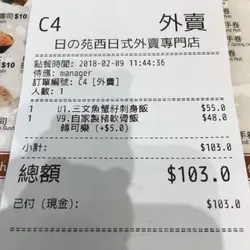 C4 外賣
日の苑西日式外賣專門店
點餐時間: 2018-02-09 11:44:36
侍應: manager
訂單編號: C4 [外賣]
人數: 1
1 U1.三文魚蟹籽刺身飯 $55.0
1 V9.自家製豬軟骨飯 $48.0
轉可樂 (+$5.0)
小計: $103.0
總額 $103.0
已付 (現金): $103.0